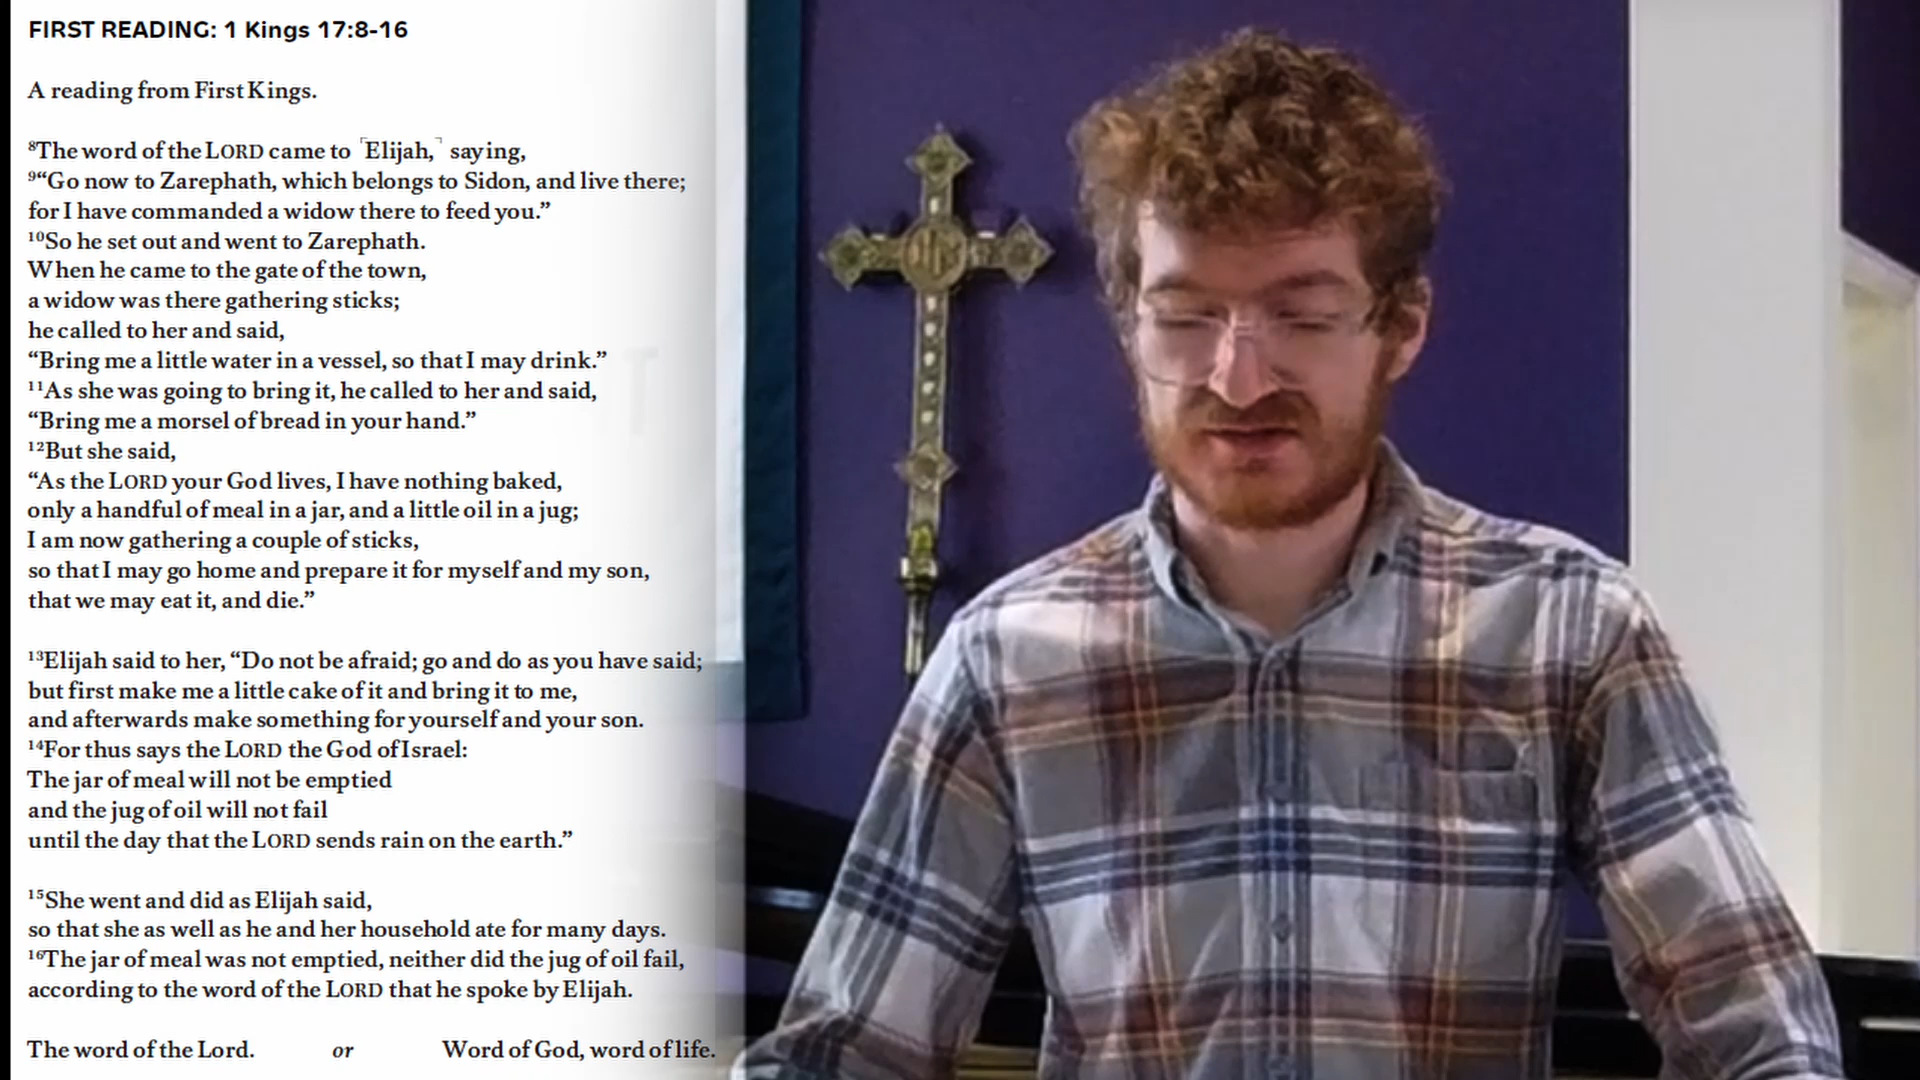 FIRST READING: 1 Kings 17:8-16
A reading from First Kings.
⁸The word of the LORD came to ⸢Elijah,⸣ saying,
⁹“Go now to Zarephath, which belongs to Sidon, and live there;
for I have commanded a widow there to feed you.”
¹⁰So he set out and went to Zarephath.
When he came to the gate of the town,
a widow was there gathering sticks;
he called to her and said,
“Bring me a little water in a vessel, so that I may drink.”
¹¹As she was going to bring it, he called to her and said,
“Bring me a morsel of bread in your hand.”
¹²But she said,
“As the LORD your God lives, I have nothing baked,
only a handful of meal in a jar, and a little oil in a jug;
I am now gathering a couple of sticks,
so that I may go home and prepare it for myself and my son,
that we may eat it, and die.”
¹³Elijah said to her, “Do not be afraid; go and do as you have said;
but first make me a little cake of it and bring it to me,
and afterwards make something for yourself and your son.
¹⁴For thus says the LORD the God of Israel:
The jar of meal will not be emptied
and the jug of oil will not fail
until the day that the LORD sends rain on the earth.”
¹⁵She went and did as Elijah said,
so that she as well as he and her household ate for many days.
¹⁶The jar of meal was not emptied, neither did the jug of oil fail,
according to the word of the LORD that he spoke by Elijah.
The word of the Lord. or Word of God, word of life.